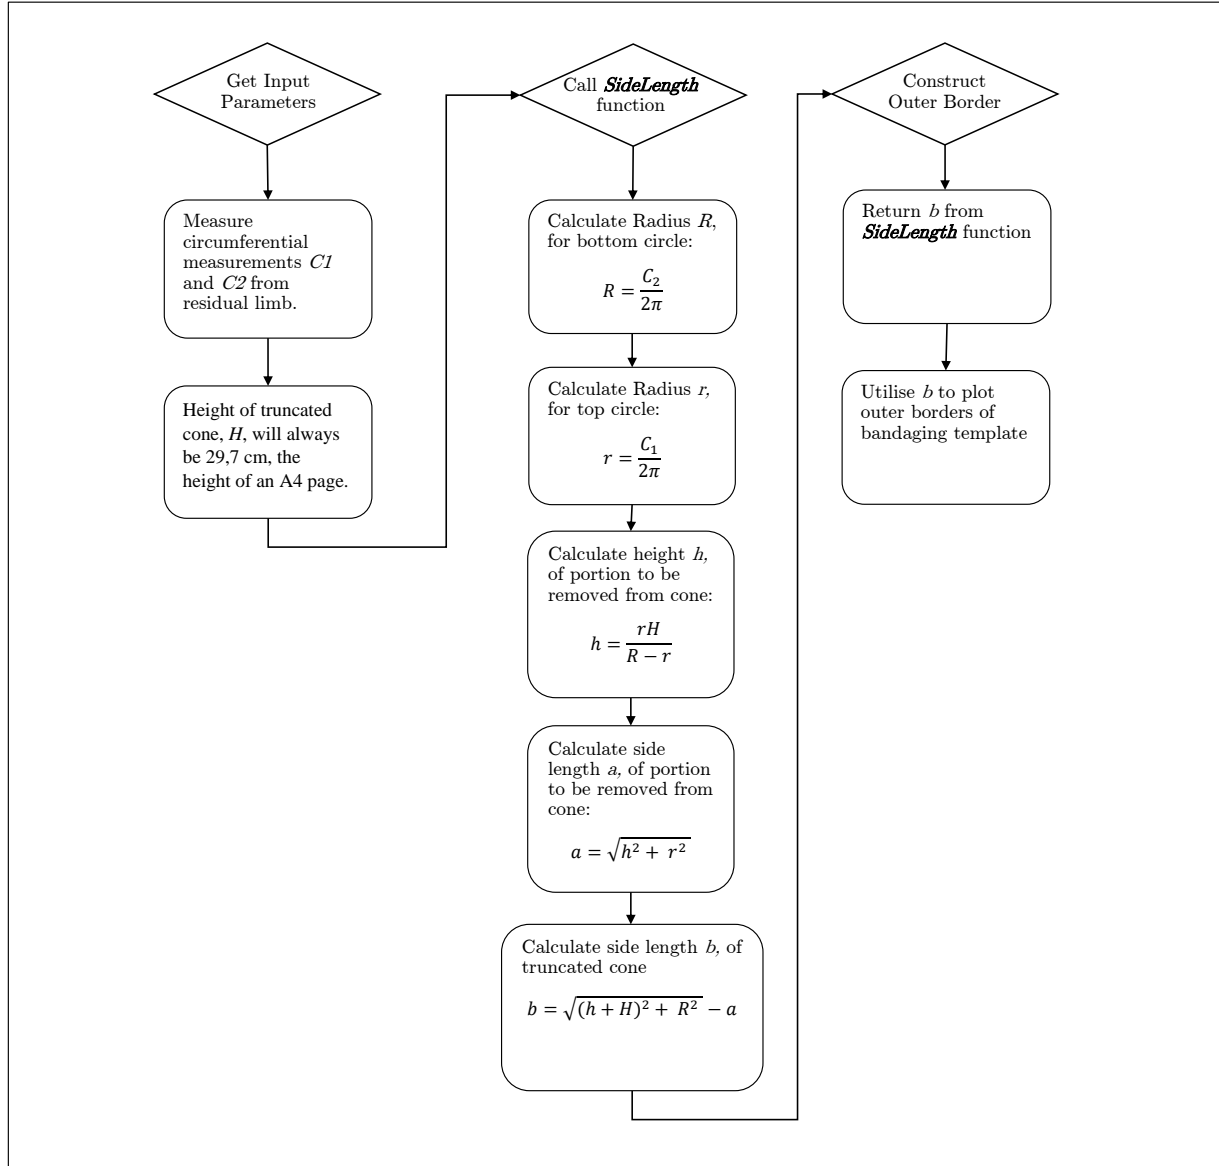 Get Input
Parameters
Measure
circumferential
measurements C1
and C2 from
residual limb.
Height of truncated
cone, H, will always
be 29,7 cm, the
height of an A4 page.
Call SideLength
function
Calculate Radius R,
for bottom circle:
R = C₂/2π
Calculate Radius r,
for top circle:
r = C₁/2π
Calculate height h,
of portion to be
removed from cone:
h = rH/(R − r)
Calculate side
length a, of portion
to be removed from
cone:
a = √(h² + r²)
Calculate side length b, of
truncated cone
b = √((h + H)² + R²) − a
Construct
Outer Border
Return b from
SideLength function
Utilise b to plot
outer borders of
bandaging template